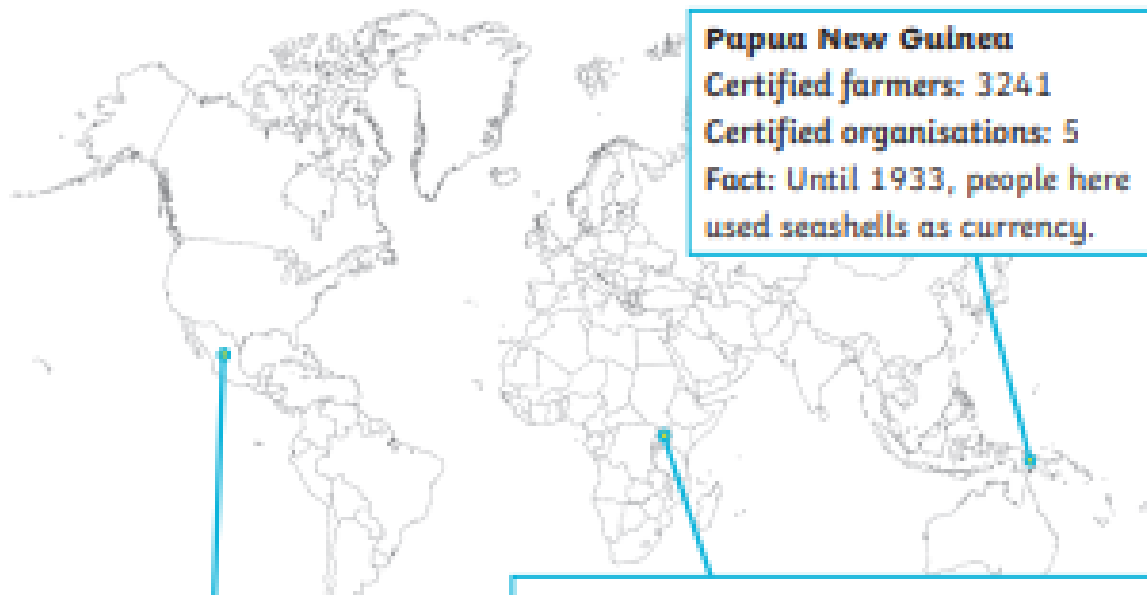 Papua New Guinea
Certified farmers: 3241
Certified organisations: 5
Fact: Until 1933, people here
used seashells as currency.